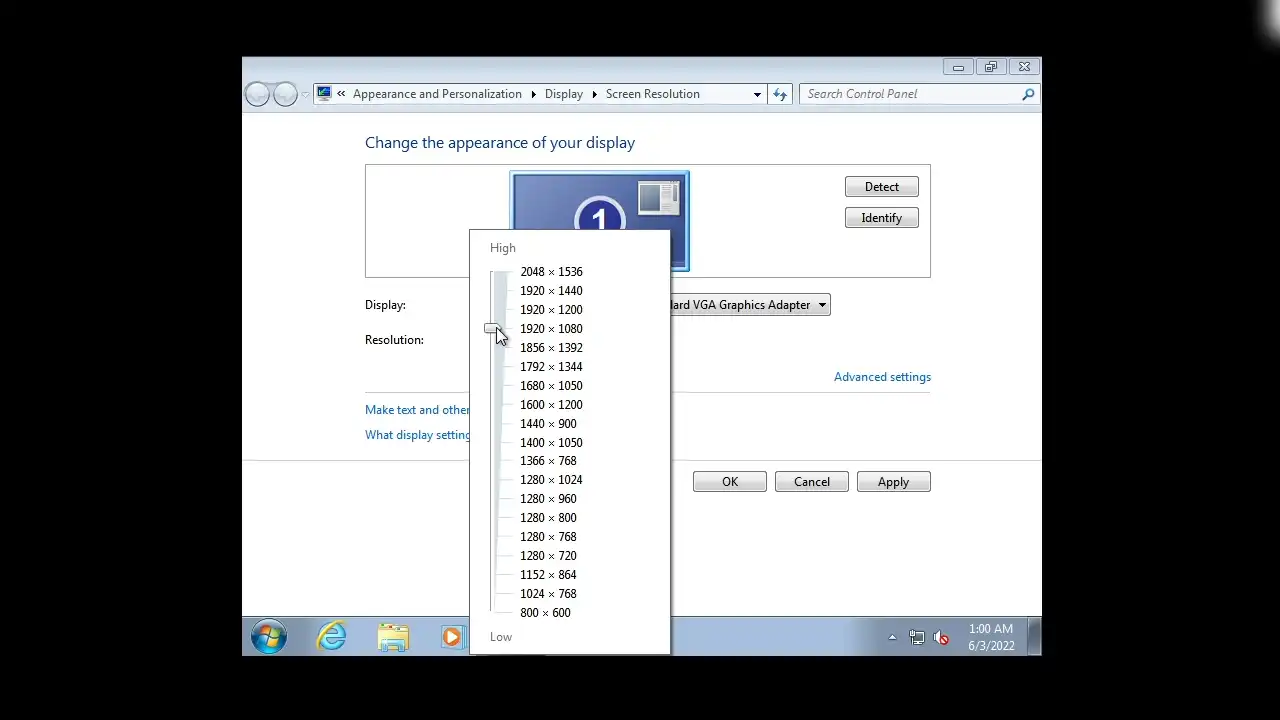 « Appearance and Personalization ▸ Display ▸ Screen Resolution
Search Control Panel
Change the appearance of your display
Detect
1
Identify
High
2048 × 1536
1920 × 1440
Display:
dard VGA Graphics Adapter
1920 × 1200
1920 × 1080
Resolution:
1856 × 1392
1792 × 1344
Advanced settings
1680 × 1050
1600 × 1200
Make text and other
1440 × 900
What display setting
1400 × 1050
1366 × 768
1280 × 1024
OK
Cancel
Apply
1280 × 960
1280 × 800
1280 × 768
1280 × 720
1152 × 864
1024 × 768
800 × 600
Low
1:00 AM
6/3/2022